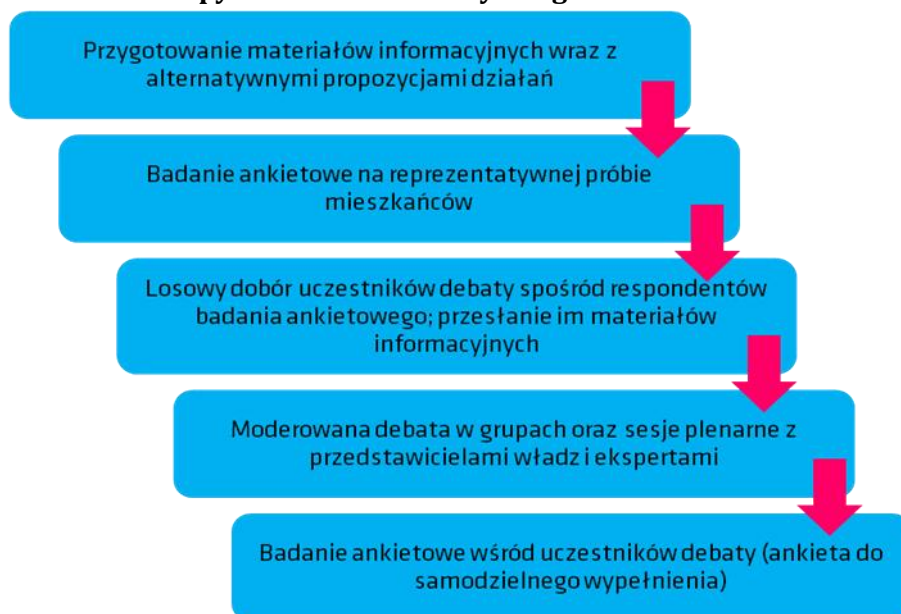 Przygotowanie materiałów informacyjnych wraz z
alternatywnymi propozycjami działań
Badanie ankietowe na reprezentatywnej próbie
mieszkańców
Losowy dobór uczestników debaty spośród respondentów
badania ankietowego; przesłanie im materiałów
informacyjnych
Moderowana debata w grupach oraz sesje plenarne z
przedstawicielami władz i ekspertami
Badanie ankietowe wśród uczestników debaty (ankieta do
samodzielnego wypełnienia)